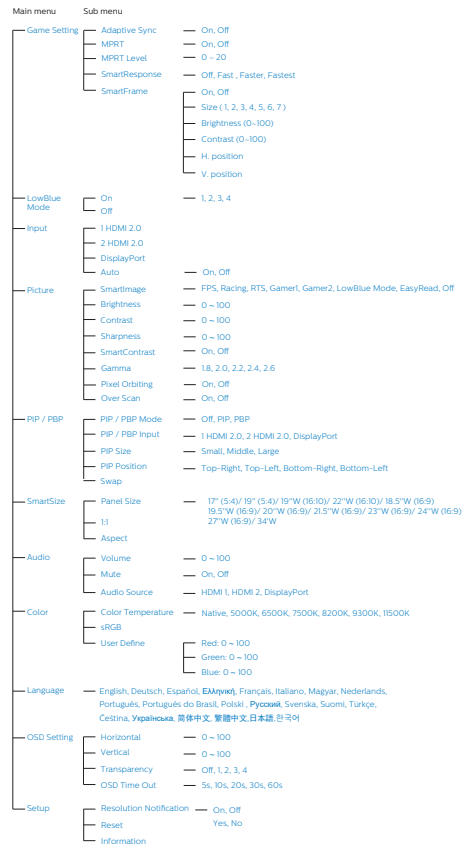 Main menu Sub menu
Game Setting Adaptive Sync On, Off
MPRT On, Off
MPRT Level 0 ~ 20
SmartResponse Off, Fast , Faster, Fastest
SmartFrame On, Off
Size ( 1, 2, 3, 4, 5, 6, 7 )
Brightness (0~100)
Contrast (0~100)
H. position
V. position
LowBlue Mode On 1, 2, 3, 4
Off
Input 1 HDMI 2.0
2 HDMI 2.0
DisplayPort
Auto On, Off
Picture SmartImage FPS, Racing, RTS, Gamer1, Gamer2, LowBlue Mode, EasyRead, Off
Brightness 0 ~ 100
Contrast 0 ~ 100
Sharpness 0 ~ 100
SmartContrast On, Off
Gamma 1.8, 2.0, 2.2, 2.4, 2.6
Pixel Orbiting On, Off
Over Scan On, Off
PIP / PBP PIP / PBP Mode Off, PIP, PBP
PIP / PBP Input 1 HDMI 2.0, 2 HDMI 2.0, DisplayPort
PIP Size Small, Middle, Large
PIP Position Top-Right, Top-Left, Bottom-Right, Bottom-Left
Swap
SmartSize Panel Size 17" (5:4)/ 19" (5:4)/ 19"W (16:10)/ 22"W (16:10)/ 18.5"W (16:9)
19.5"W (16:9)/ 20"W (16:9)/ 21.5"W (16:9)/ 23"W (16:9)/ 24"W (16:9)
1:1 27"W (16:9)/ 34'W
Aspect
Audio Volume 0 ~ 100
Mute On, Off
Audio Source HDMI 1, HDMI 2, DisplayPort
Color Color Temperature Native, 5000K, 6500K, 7500K, 8200K, 9300K, 11500K
sRGB
User Define Red: 0 ~ 100
Green: 0 ~ 100
Blue: 0 ~ 100
Language English, Deutsch, Español, Ελληνική, Français, Italiano, Magyar, Nederlands,
Português, Português do Brasil, Polski , Русский, Svenska, Suomi, Türkçe,
Čeština, Українська, 简体中文, 繁體中文,日本語,한국어
OSD Setting Horizontal 0 ~ 100
Vertical 0 ~ 100
Transparency Off, 1, 2, 3, 4
OSD Time Out 5s, 10s, 20s, 30s, 60s
Setup Resolution Notification On, Off
Reset Yes, No
Information